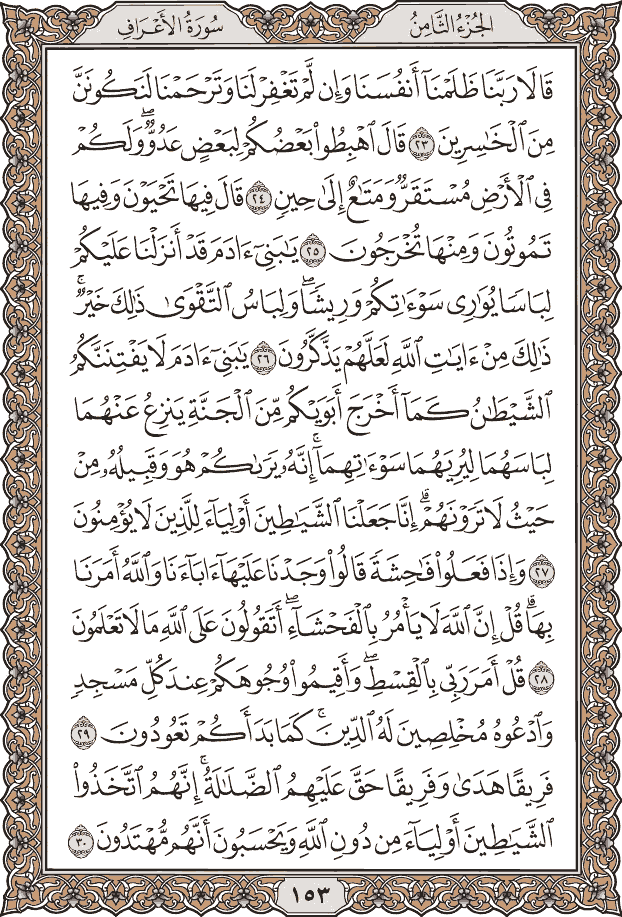 الجُزْءُ الثَّامِنُ
سُورَةُ الأَعْرَافِ
قَالَا رَبَّنَا ظَلَمْنَآ أَنفُسَنَا وَإِن لَّمْ تَغْفِرْ لَنَا وَتَرْحَمْنَا لَنَكُونَنَّ
مِنَ ٱلْخَٰسِرِينَ ٢٣ قَالَ ٱهْبِطُوا۟ بَعْضُكُمْ لِبَعْضٍ عَدُوٌّۖ وَلَكُمْ
فِى ٱلْأَرْضِ مُسْتَقَرٌّ وَمَتَٰعٌ إِلَىٰ حِينٍ ٢٤ قَالَ فِيهَا تَحْيَوْنَ وَفِيهَا
تَمُوتُونَ وَمِنْهَا تُخْرَجُونَ ٢٥ يَٰبَنِىٓ ءَادَمَ قَدْ أَنزَلْنَا عَلَيْكُمْ
لِبَاسًا يُوَٰرِى سَوْءَٰتِكُمْ وَرِيشًاۖ وَلِبَاسُ ٱلتَّقْوَىٰ ذَٰلِكَ خَيْرٌۚ
ذَٰلِكَ مِنْ ءَايَٰتِ ٱللَّهِ لَعَلَّهُمْ يَذَّكَّرُونَ ٢٦ يَٰبَنِىٓ ءَادَمَ لَا يَفْتِنَنَّكُمُ
ٱلشَّيْطَٰنُ كَمَآ أَخْرَجَ أَبَوَيْكُم مِّنَ ٱلْجَنَّةِ يَنزِعُ عَنْهُمَا
لِبَاسَهُمَا لِيُرِيَهُمَا سَوْءَٰتِهِمَآۚ إِنَّهُۥ يَرَىٰكُمْ هُوَ وَقَبِيلُهُۥ مِنْ
حَيْثُ لَا تَرَوْنَهُمْۗ إِنَّا جَعَلْنَا ٱلشَّيَٰطِينَ أَوْلِيَآءَ لِلَّذِينَ لَا يُؤْمِنُونَ
٢٧ وَإِذَا فَعَلُوا۟ فَٰحِشَةً قَالُوا۟ وَجَدْنَا عَلَيْهَآ ءَابَآءَنَا وَٱللَّهُ أَمَرَنَا
بِهَاۗ قُلْ إِنَّ ٱللَّهَ لَا يَأْمُرُ بِٱلْفَحْشَآءِۖ أَتَقُولُونَ عَلَى ٱللَّهِ مَا لَا تَعْلَمُونَ
٢٨ قُلْ أَمَرَ رَبِّى بِٱلْقِسْطِۖ وَأَقِيمُوا۟ وُجُوهَكُمْ عِندَ كُلِّ مَسْجِدٍ
وَٱدْعُوهُ مُخْلِصِينَ لَهُ ٱلدِّينَۚ كَمَا بَدَأَكُمْ تَعُودُونَ ٢٩
فَرِيقًا هَدَىٰ وَفَرِيقًا حَقَّ عَلَيْهِمُ ٱلضَّلَٰلَةُۚ إِنَّهُمُ ٱتَّخَذُوا۟
ٱلشَّيَٰطِينَ أَوْلِيَآءَ مِن دُونِ ٱللَّهِ وَيَحْسَبُونَ أَنَّهُم مُّهْتَدُونَ ٣٠
١٥٣